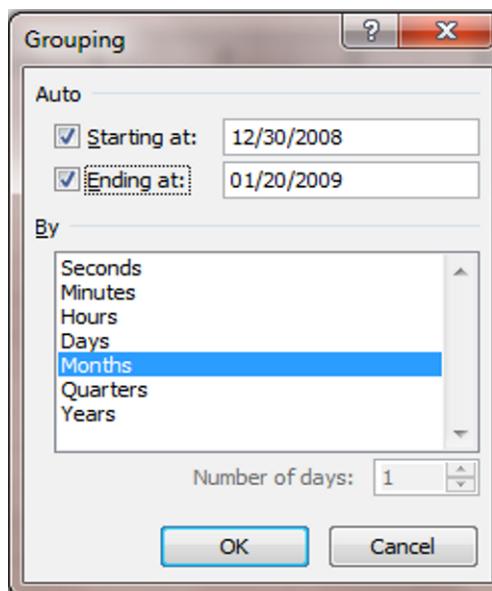 Grouping
?
Auto
Starting at: 12/30/2008
Ending at: 01/20/2009
By
Seconds
Minutes
Hours
Days
Months
Quarters
Years
Number of days: 1
OK Cancel